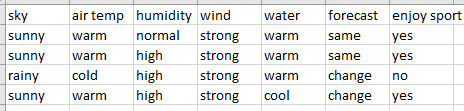 sky air temp humidity wind water forecast enjoy sport
sunny warm normal strong warm same yes
sunny warm high strong warm same yes
rainy cold high strong warm change no
sunny warm high strong cool change yes